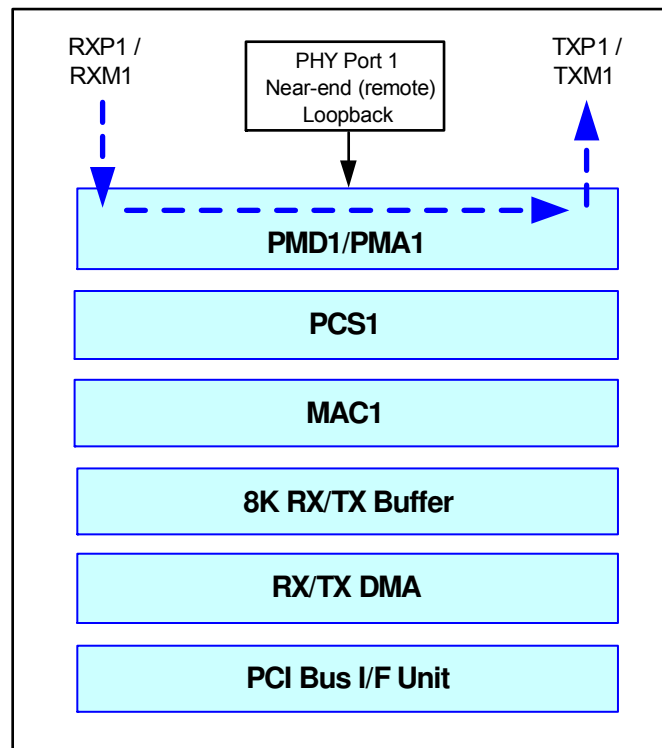 RXP1 /
RXM1
PHY Port 1
Near-end (remote)
Loopback
TXP1 /
TXM1
PMD1/PMA1
PCS1
MAC1
8K RX/TX Buffer
RX/TX DMA
PCI Bus I/F Unit